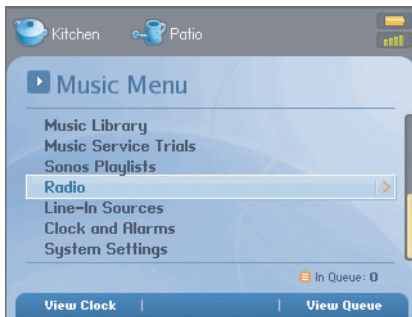 Kitchen Patio
Music Menu
Music Library
Music Service Trials
Sonos Playlists
Radio
Line-In Sources
Clock and Alarms
System Settings
In Queue: 0
View Clock View Queue